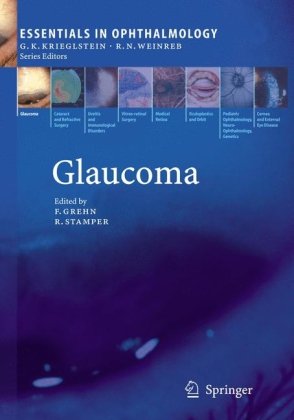 ESSENTIALS IN OPHTHALMOLOGY
G. K. KRIEGLSTEIN · R. N. WEINREB
Series Editors
Glaucoma
Cataract
and Refractive
Surgery
Uveitis
and
Immunological
Disorders
Vitreo-retinal
Surgery
Medical
Retina
Oculoplastics
and Orbit
Pediatric
Ophthalmology,
Neuro-
Ophthalmology,
Genetics
Cornea
and External
Eye Disease
Glaucoma
Edited by
F. GREHN
R. STAMPER
Springer